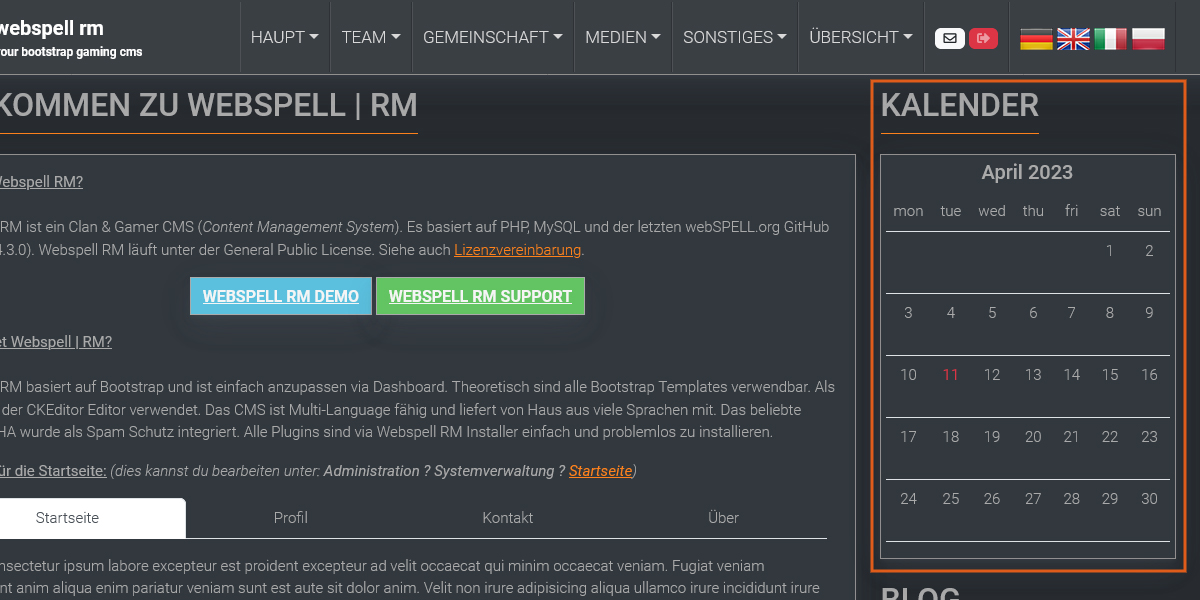 webspell rm
your bootstrap gaming cms
HAUPT
TEAM
GEMEINSCHAFT
MEDIEN
SONSTIGES
ÜBERSICHT
KOMMEN ZU WEBSPELL | RM
Webspell RM?
RM ist ein Clan & Gamer CMS (Content Management System). Es basiert auf PHP, MySQL und der letzten webSPELL.org GitHub
4.3.0). Webspell RM läuft unter der General Public License. Siehe auch Lizenzvereinbarung.
WEBSPELL RM DEMO
WEBSPELL RM SUPPORT
et Webspell | RM?
RM basiert auf Bootstrap und ist einfach anzupassen via Dashboard. Theoretisch sind alle Bootstrap Templates verwendbar. Als
der CKEditor Editor verwendet. Das CMS ist Multi-Language fähig und liefert von Haus aus viele Sprachen mit. Das beliebte
HA wurde als Spam Schutz integriert. Alle Plugins sind via Webspell RM Installer einfach und problemlos zu installieren.
für die Startseite: (dies kannst du bearbeiten unter: Administration ? Systemverwaltung ? Startseite)
Startseite
Profil
Kontakt
Über
nsectetur ipsum labore excepteur est proident excepteur ad velit occaecat qui minim occaecat veniam. Fugiat veniam
nt anim aliqua enim pariatur veniam sunt est aute sit dolor anim. Velit non irure adipisicing aliqua ullamco irure incididunt irure
KALENDER
April 2023
mon tue wed thu fri sat sun
1 2
3 4 5 6 7 8 9
10 11 12 13 14 15 16
17 18 19 20 21 22 23
24 25 26 27 28 29 30
BLOG